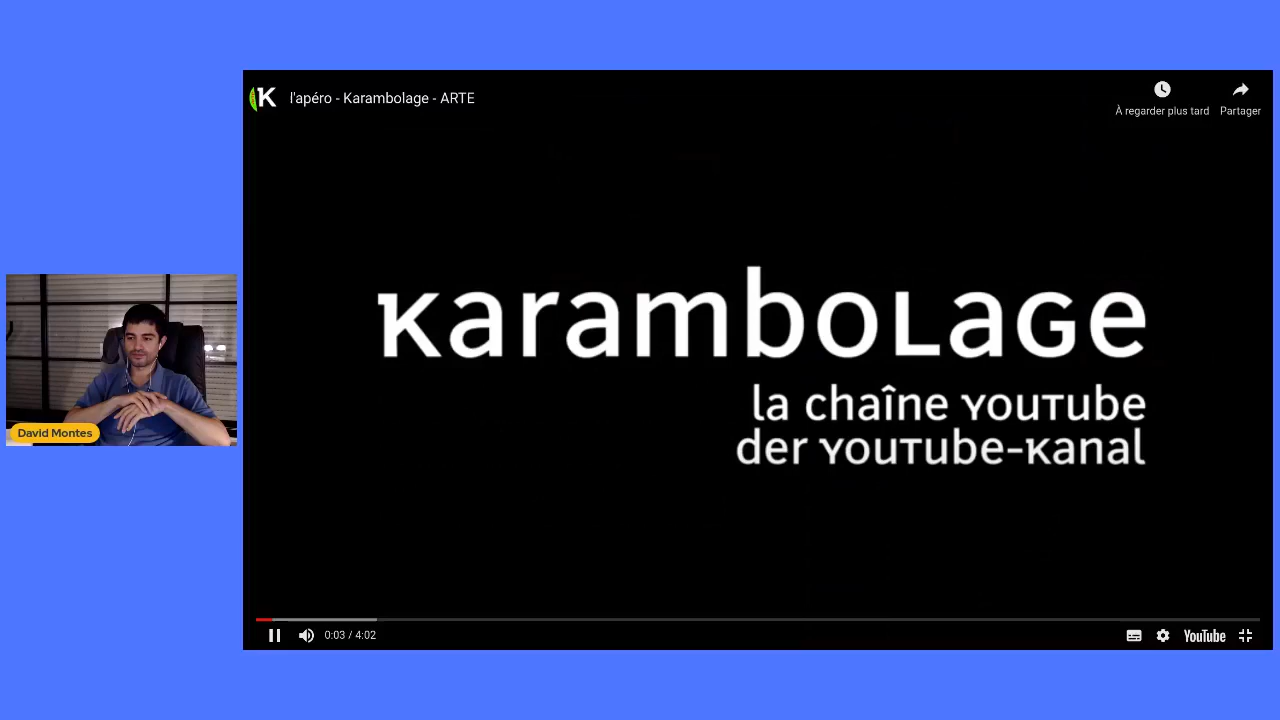 K
l'apéro - Karambolage - ARTE
À regarder plus tard
Partager
karambolage
la chaîne youtube
der youtube-kanal
David Montes
0:03 / 4:02
YouTube